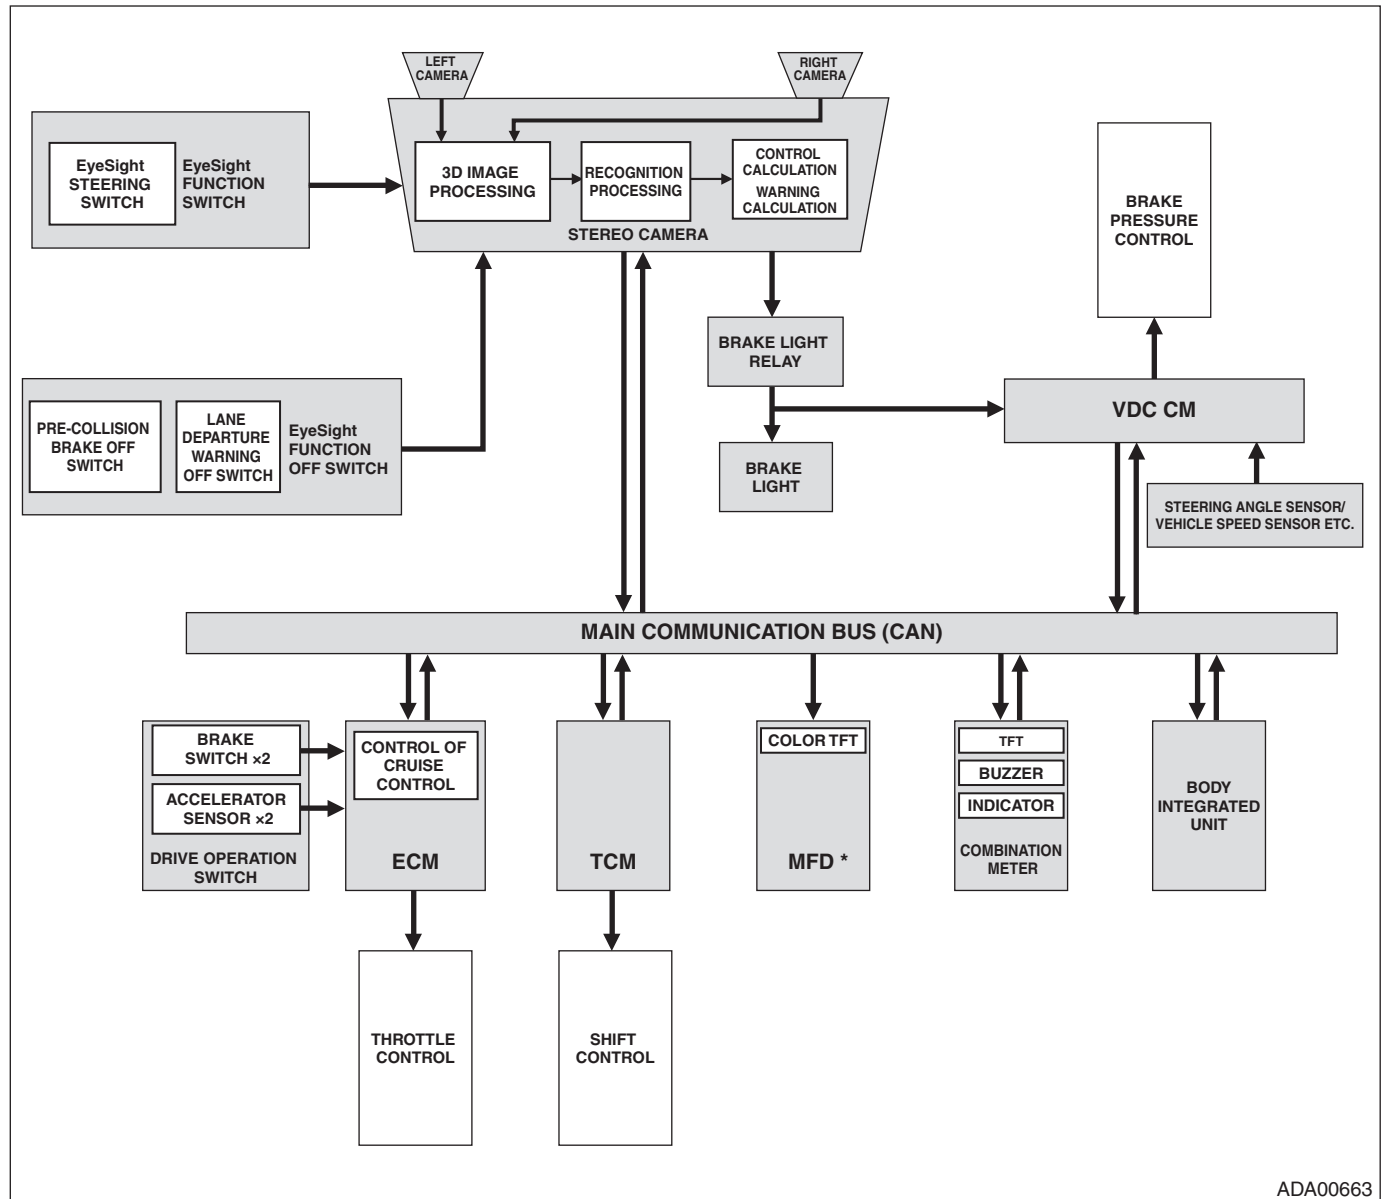 LEFT
CAMERA
RIGHT
CAMERA
EyeSight
STEERING
SWITCH
EyeSight
FUNCTION
SWITCH
3D IMAGE
PROCESSING
RECOGNITION
PROCESSING
CONTROL
CALCULATION
WARNING
CALCULATION
STEREO CAMERA
BRAKE
PRESSURE
CONTROL
BRAKE LIGHT
RELAY
VDC CM
PRE-COLLISION
BRAKE OFF
SWITCH
LANE
DEPARTURE
WARNING
OFF SWITCH
EyeSight
FUNCTION
OFF SWITCH
BRAKE
LIGHT
STEERING ANGLE SENSOR/
VEHICLE SPEED SENSOR ETC.
MAIN COMMUNICATION BUS (CAN)
BRAKE
SWITCH ×2
ACCELERATOR
SENSOR ×2
DRIVE OPERATION
SWITCH
CONTROL OF
CRUISE
CONTROL
ECM
TCM
COLOR TFT
MFD *
TFT
BUZZER
INDICATOR
COMBINATION
METER
BODY
INTEGRATED
UNIT
THROTTLE
CONTROL
SHIFT
CONTROL
ADA00663